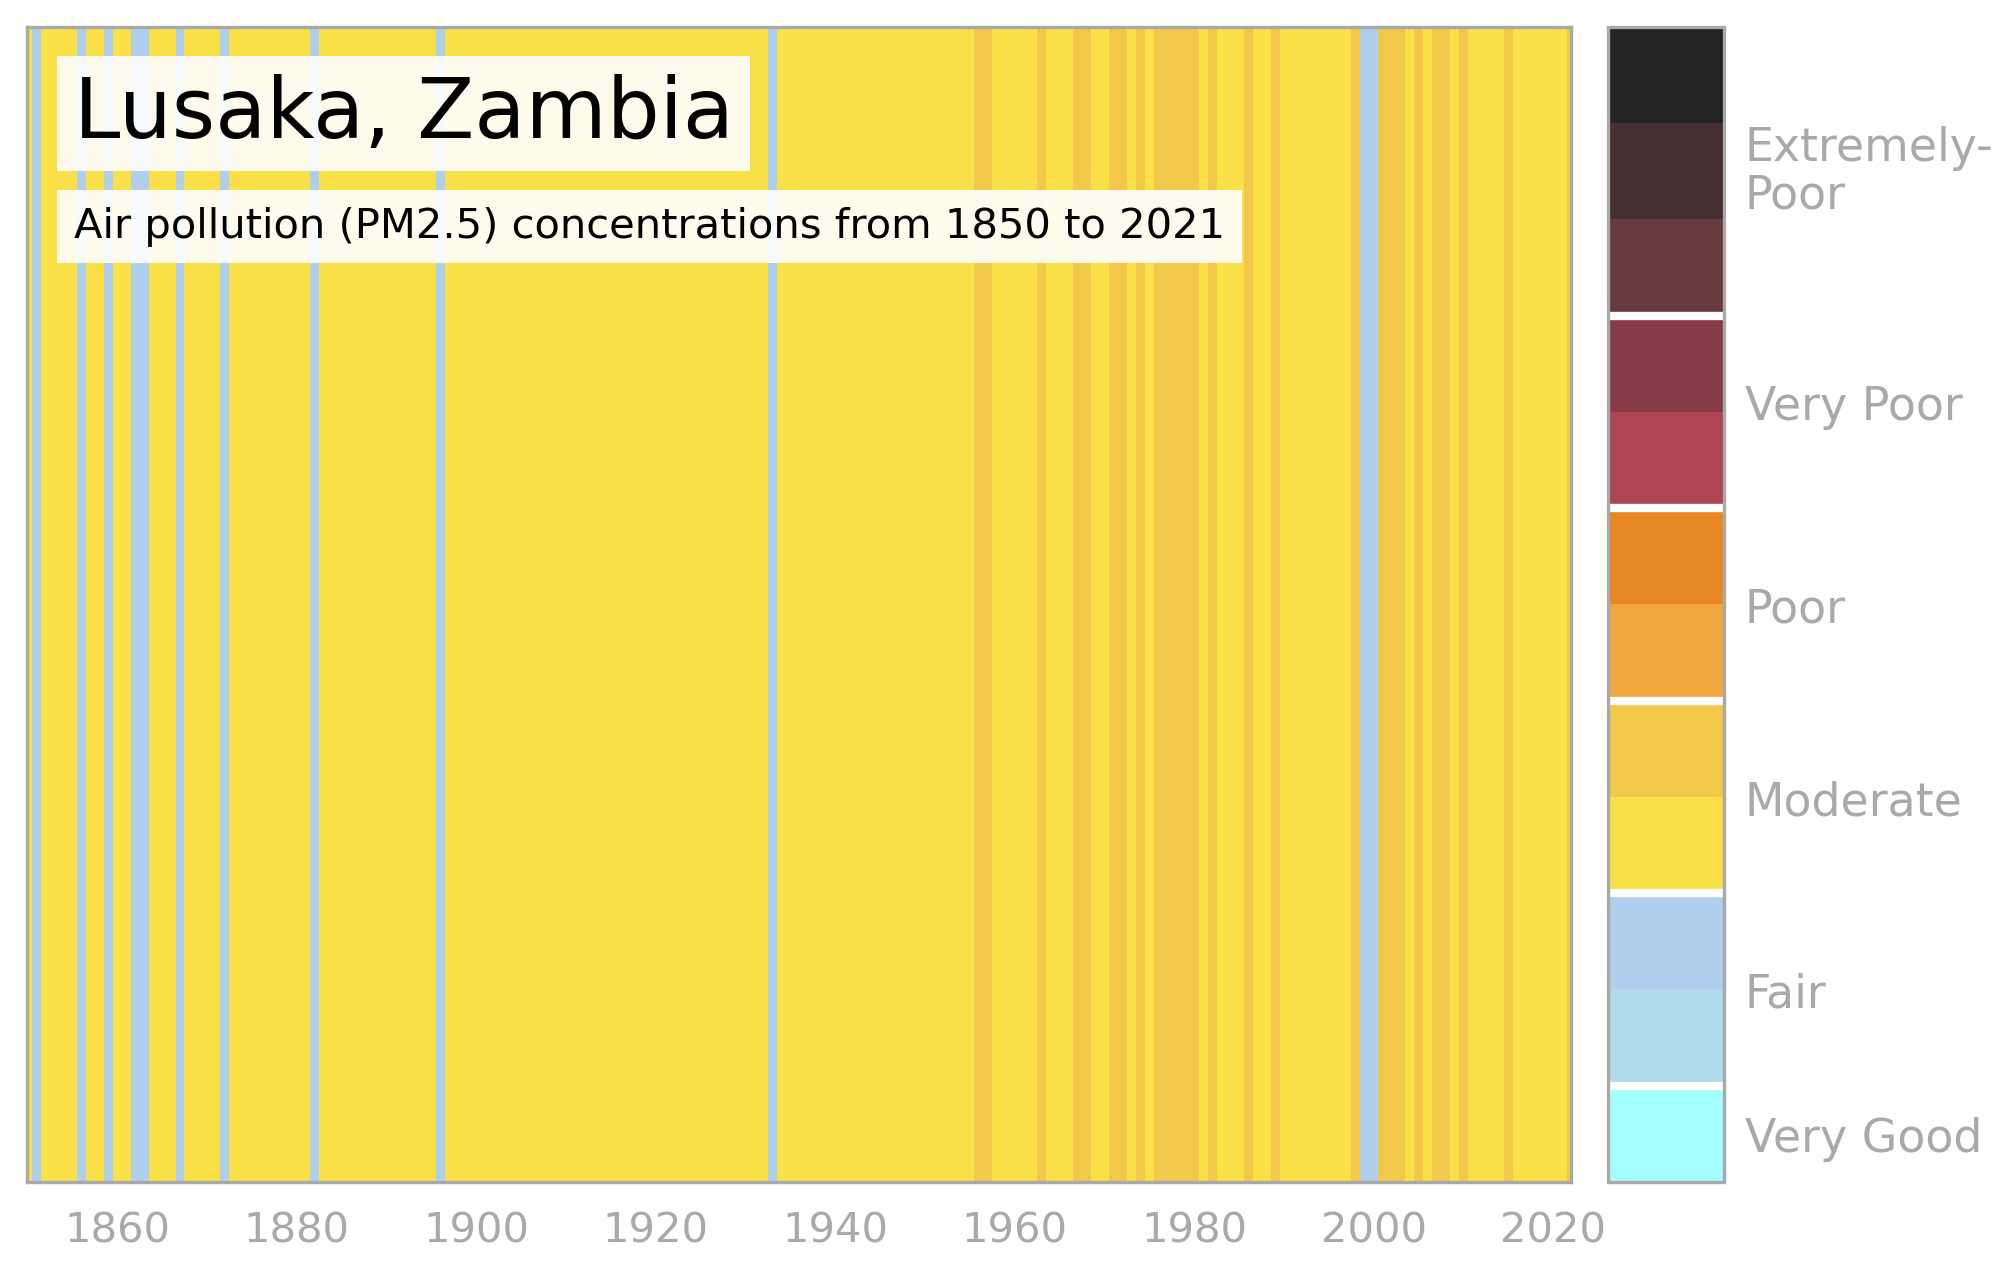 Lusaka, Zambia
Air pollution (PM2.5) concentrations from 1850 to 2021
Extremely-
Poor
Very Poor
Poor
Moderate
Fair
Very Good
1860 1880 1900 1920 1940 1960 1980 2000 2020